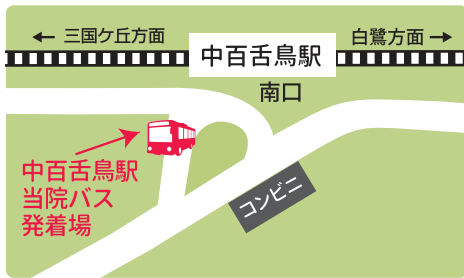 ← 三国ケ丘方面
白鷺方面 →
中百舌鳥駅
南口
中百舌鳥駅
当院バス
発着場
コンビニ